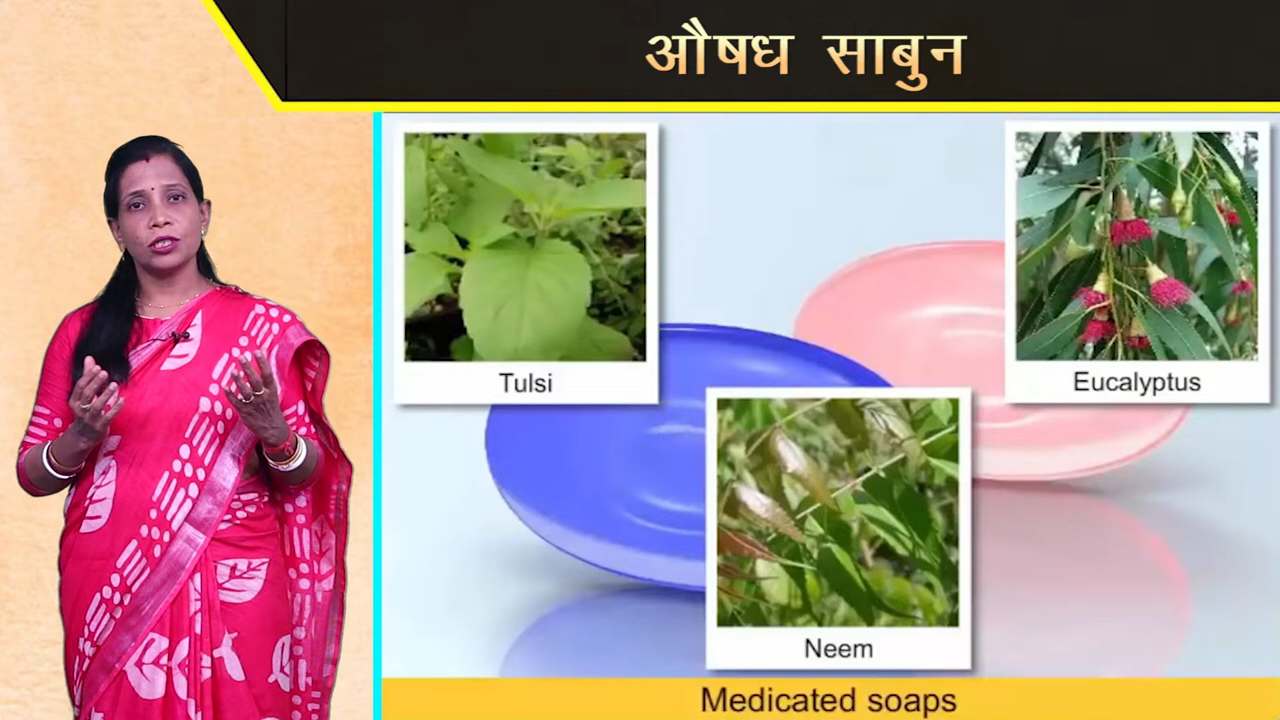 औषध साबुन
Tulsi
Eucalyptus
Neem
Medicated soaps